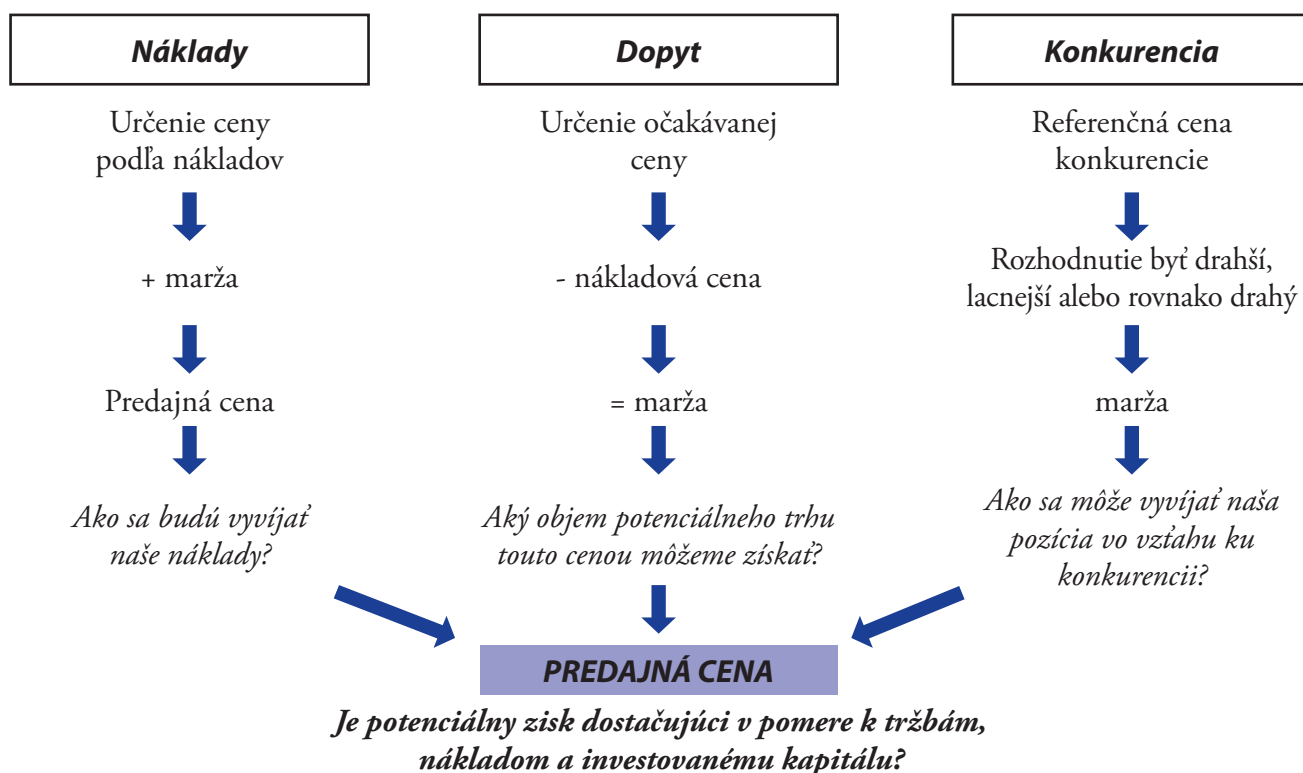 Náklady
Určenie ceny
podľa nákladov
+ marža
Predajná cena
Ako sa budú vyvíjať
naše náklady?
Dopyt
Určenie očakávanej
ceny
- nákladová cena
= marža
Aký objem potenciálneho trhu
touto cenou môžeme získať?
Konkurencia
Referenčná cena
konkurencie
Rozhodnutie byť drahší,
lacnejší alebo rovnako drahý
marža
Ako sa môže vyvíjať naša
pozícia vo vzťahu ku
konkurencii?
PREDAJNÁ CENA
Je potenciálny zisk dostačujúci v pomere k tržbám,
nákladom a investovanému kapitálu?